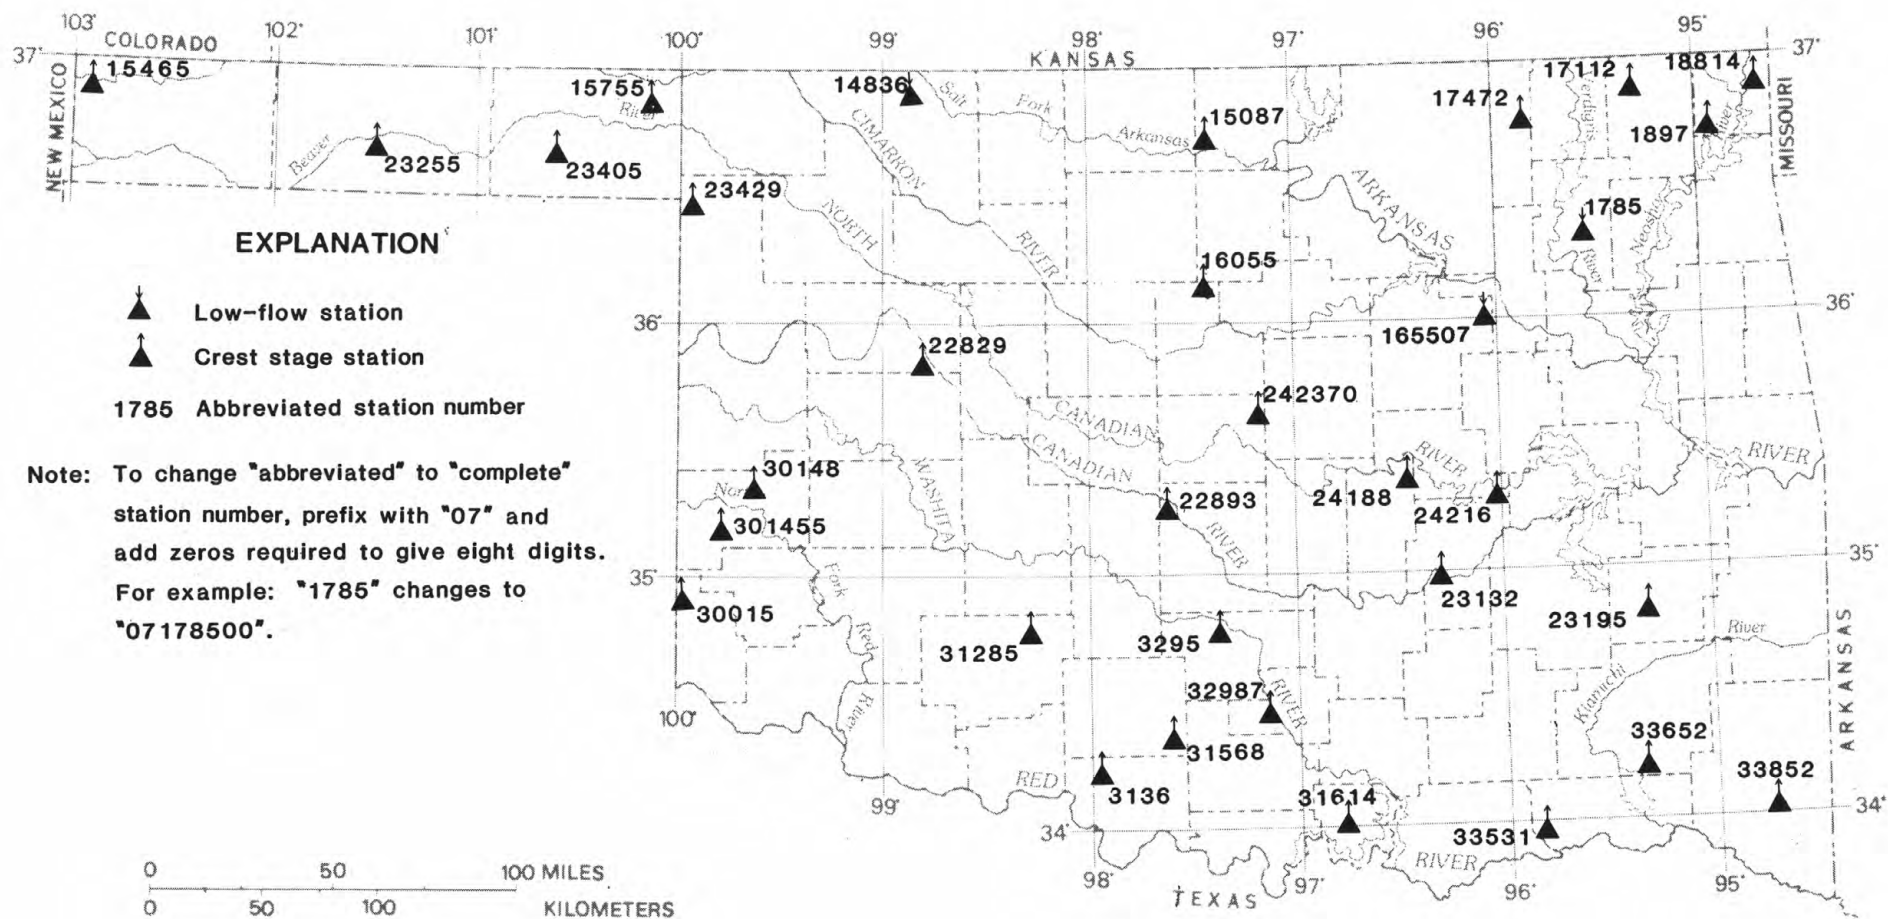 103° 102° 101° 100° 99° 98° 97° 96° 95°
37° COLORADO KANSAS 37°
NEW MEXICO
MISSOURI
ARKANSAS
TEXAS
15465
15755
14836
15087
17472
17112
18814
1897
1785
23255
23405
23429
16055
165507
22829
242370
30148
301455
30015
22893
24188
24216
23132
23195
31285
3295
32987
31568
3136
31614
33531
33652
33852
Beaver
River
CIMARRON
RIVER
Salt Fork
Arkansas
ARKANSAS
RIVER
Verdigris
River
Neosho
River
NORTH
CANADIAN
RIVER
CANADIAN
RIVER
WASHITA
RIVER
North
Fork
Red
River
Kiamichi
River
RED
RIVER
36° 36°
35° 35°
100°
34° 34°
99° 98° 97° 96° 95°
EXPLANATION
Low-flow station
Crest stage station
1785 Abbreviated station number
Note: To change "abbreviated" to "complete"
station number, prefix with "07" and
add zeros required to give eight digits.
For example: "1785" changes to
"07178500".
0 50 100 MILES
0 50 100 KILOMETERS